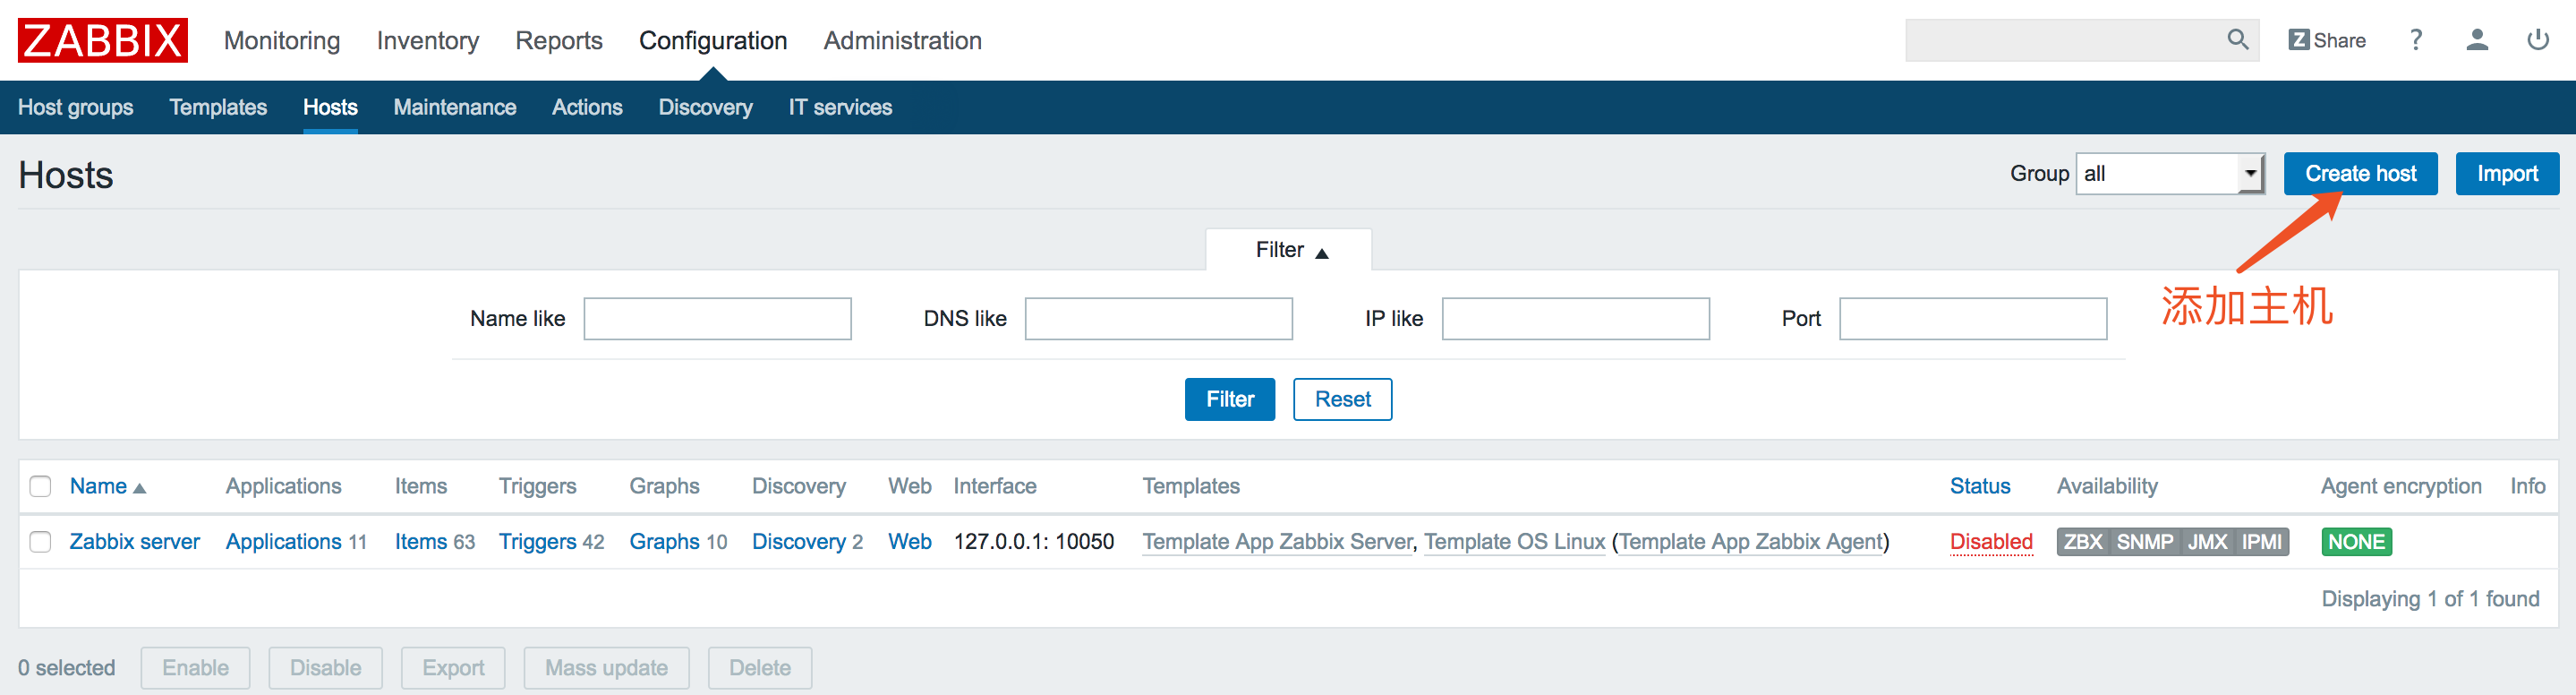 ZABBIX Monitoring Inventory Reports Configuration Administration Z Share ?
Host groups Templates Hosts Maintenance Actions Discovery IT services
Hosts Group all Create host Import
Filter ▲
添加主机
Name like DNS like IP like Port
Filter Reset
Name ▲ Applications Items Triggers Graphs Discovery Web Interface Templates Status Availability Agent encryption Info
Zabbix server Applications 11 Items 63 Triggers 42 Graphs 10 Discovery 2 Web 127.0.0.1: 10050 Template App Zabbix Server, Template OS Linux (Template App Zabbix Agent) Disabled ZBX SNMP JMX IPMI NONE
Displaying 1 of 1 found
0 selected Enable Disable Export Mass update Delete